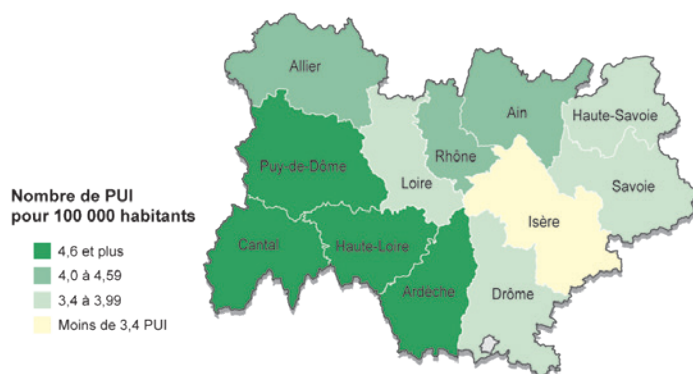 Allier
Ain
Haute-Savoie
Rhône
Puy-de-Dôme
Loire
Savoie
Isère
Cantal
Haute-Loire
Ardèche
Drôme
Nombre de PUI
pour 100 000 habitants
4,6 et plus
4,0 à 4,59
3,4 à 3,99
Moins de 3,4 PUI